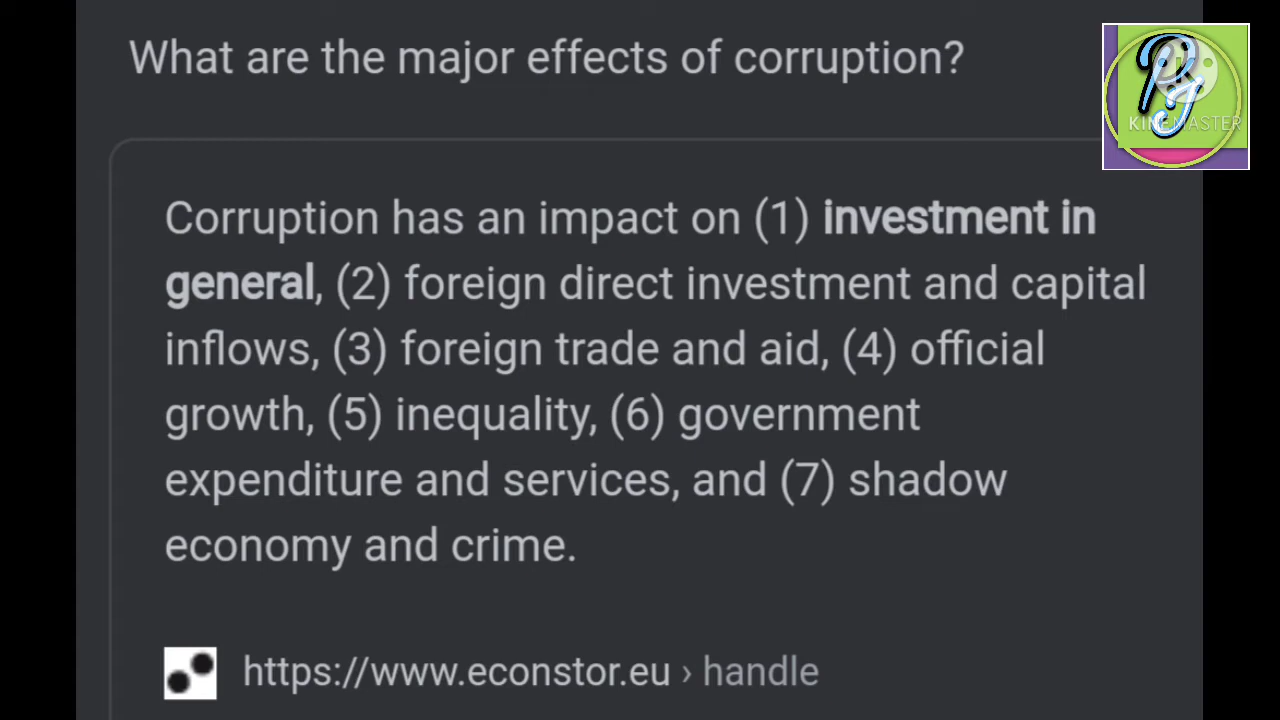 What are the major effects of corruption?
KINEMASTER
Corruption has an impact on (1) investment in
general, (2) foreign direct investment and capital
inflows, (3) foreign trade and aid, (4) official
growth, (5) inequality, (6) government
expenditure and services, and (7) shadow
economy and crime.
https://www.econstor.eu › handle